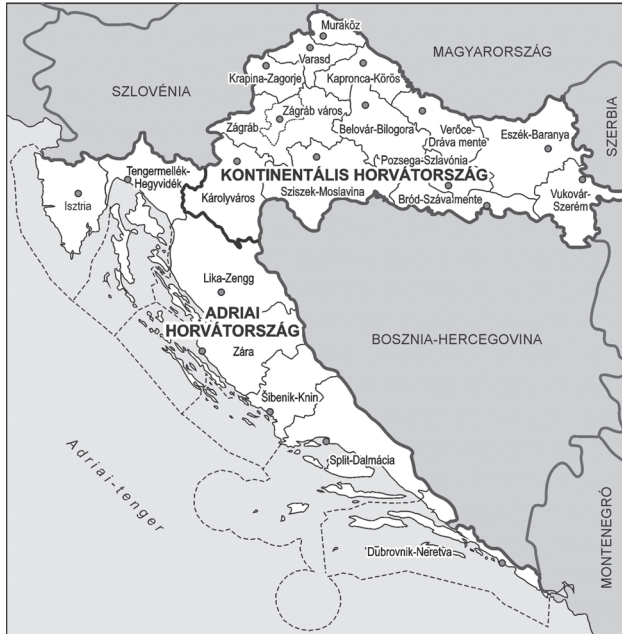 Muraköz
MAGYARORSZÁG
Varasd
Krapina-Zagorje
Kapronca-Körös
SZLOVÉNIA
Zágráb város
Zágráb
Belovár-Bilogora
Verőce-
Dráva mente
Eszék-Baranya
SZERBIA
Tengermellék-
Hegyvidék
Pozsega-Szlavónia
KONTINENTÁLIS HORVÁTORSZÁG
Isztria
Károlyváros
Sziszek-Moslavina
Bród-Szávalmente
Vukovár-
Szerém
Lika-Zengg
ADRIAI
HORVÁTORSZÁG
BOSZNIA-HERCEGOVINA
Zára
Šibenik-Knin
Split-Dalmácia
Adriai-tenger
MONTENEGRÓ
Dubrovnik-Neretva